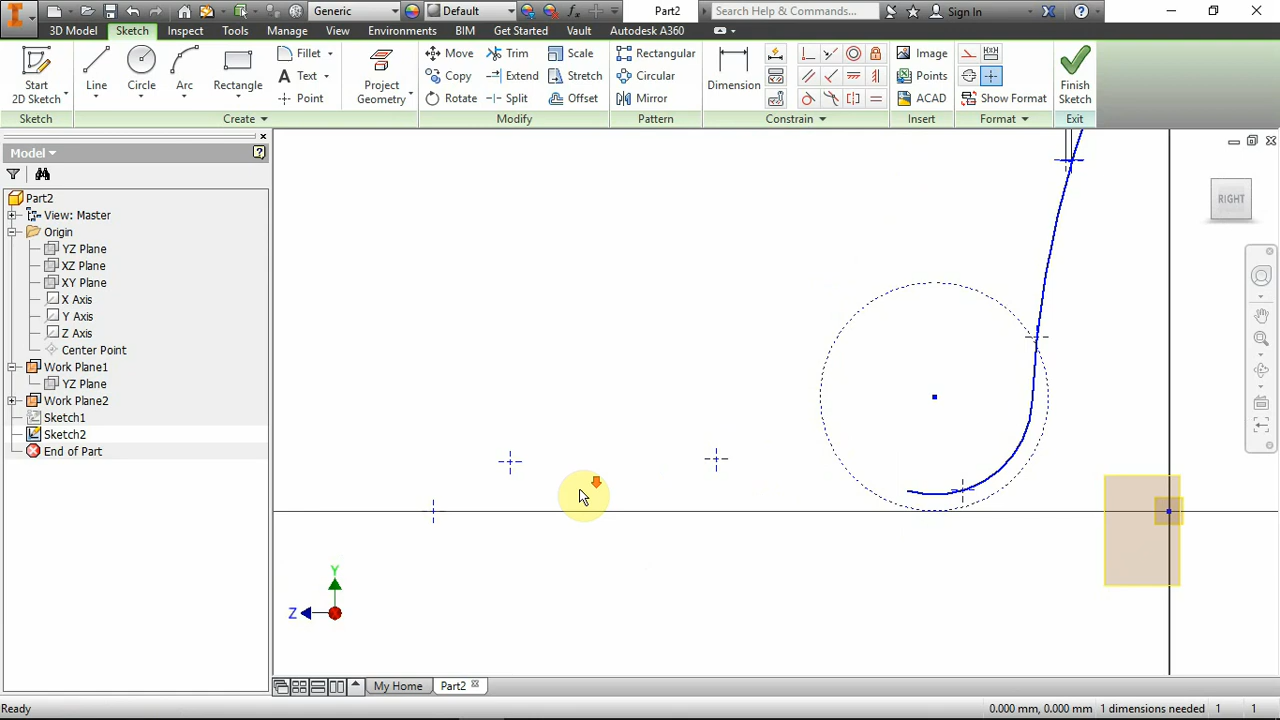 Generic
Default
Part2
Search Help & Commands...
Sign In
3D Model Sketch Inspect Tools Manage View Environments BIM Get Started Vault Autodesk A360
Start 2D Sketch
Line
Circle
Arc
Rectangle
Fillet
Text
Point
Project Geometry
Move
Copy
Rotate
Trim
Extend
Split
Scale
Stretch
Offset
Rectangular
Circular
Mirror
Dimension
Image
Points
ACAD
Show Format
Finish Sketch
Sketch Create Modify Pattern Constrain Insert Format Exit
Model
Part2
View: Master
Origin
YZ Plane
XZ Plane
XY Plane
X Axis
Y Axis
Z Axis
Center Point
Work Plane1
YZ Plane
Work Plane2
Sketch1
Sketch2
End of Part
RIGHT
Y
Z
My Home Part2
Ready
0.000 mm, 0.000 mm 1 dimensions needed 1 1